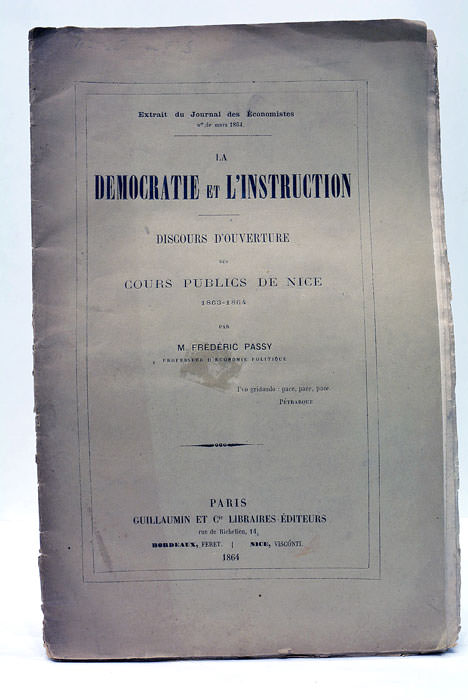 Extrait du Journal des Économistes
nº de mars 1864.
LA
DEMOCRATIE ET L'INSTRUCTION
DISCOURS D'OUVERTURE
DES
COURS PUBLICS DE NICE
1863-1864
PAR
M. FRÉDÉRIC PASSY
PROFESSEUR D'ÉCONOMIE POLITIQUE
I'vo gridando : pace, pace, pace.
PÉTRARQUE
PARIS
GUILLAUMIN ET Cie LIBRAIRES ÉDITEURS
rue de Richelieu, 14,
BORDEAUX, FERET. | NICE, VISCONTI.
1864